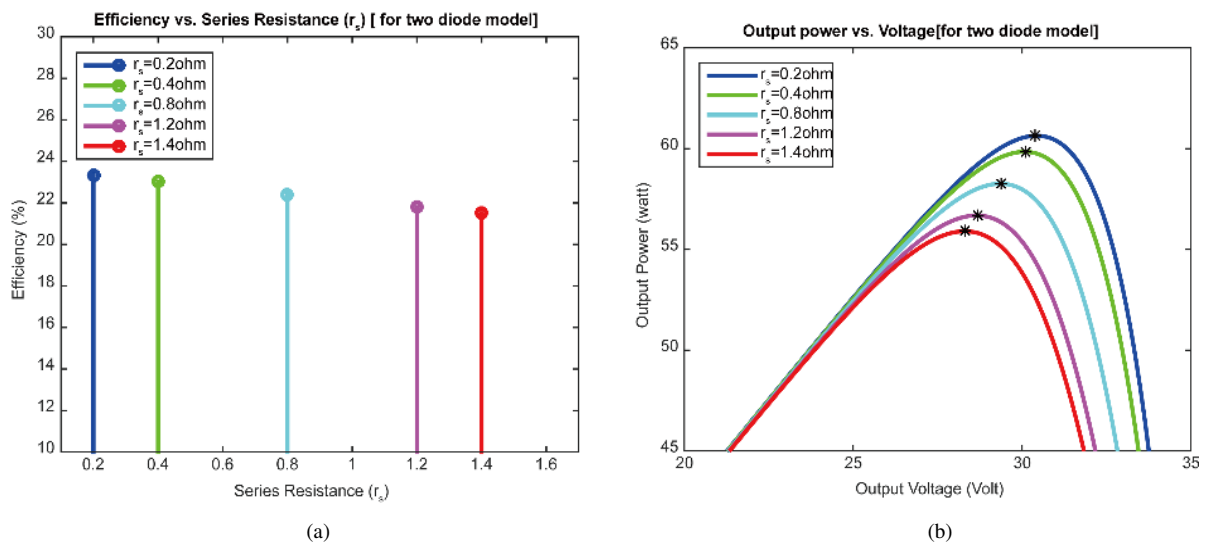 Efficiency vs. Series Resistance (rs) [ for two diode model]
30
28
26
24
22
20
18
16
14
12
10
Efficiency (%)
rs=0.2ohm
rs=0.4ohm
rs=0.8ohm
rs=1.2ohm
rs=1.4ohm
0.2 0.4 0.6 0.8 1 1.2 1.4 1.6
Series Resistance (rs)
(a)
Output power vs. Voltage[for two diode model]
65
60
55
50
45
Output Power (watt)
rs=0.2ohm
rs=0.4ohm
rs=0.8ohm
rs=1.2ohm
rs=1.4ohm
20 25 30 35
Output Voltage (Volt)
(b)